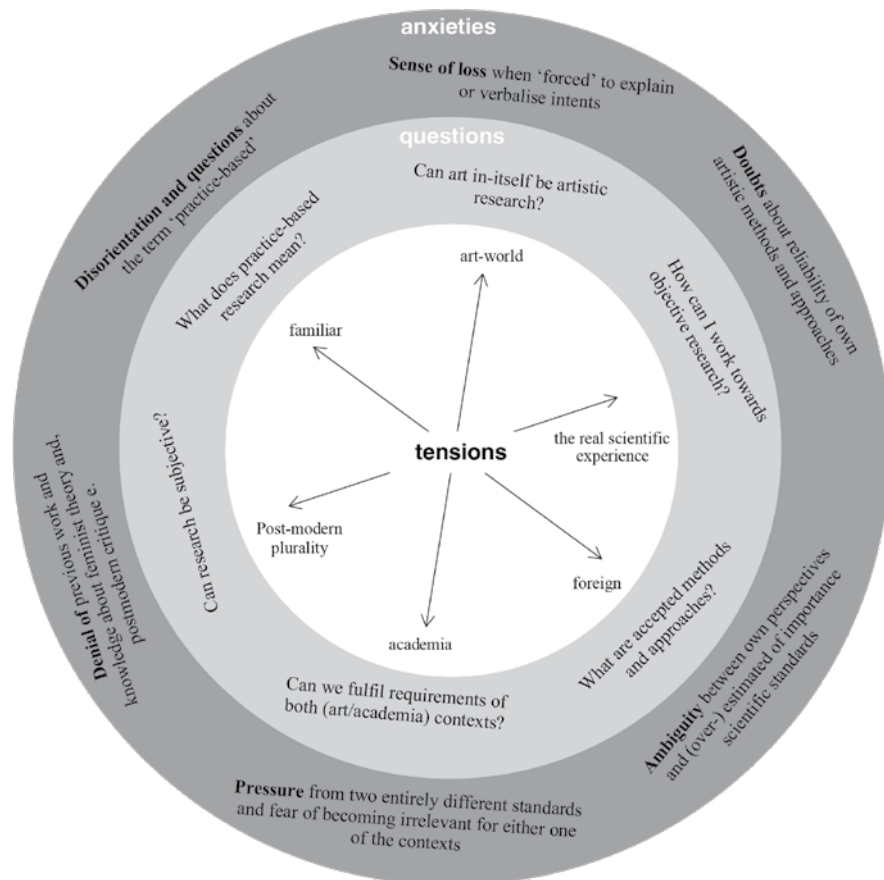 anxieties
Sense of loss when ‘forced’ to explain
or verbalise intents
Doubts about reliability of own
artistic methods and approaches
Ambiguity between own perspectives
and (over-) estimated of importance
scientific standards
Pressure from two entirely different standards
and fear of becoming irrelevant for either one
of the contexts
Denial of previous work and
knowledge about feminist theory and,
postmodern critique e.
Disorientation and questions about
the term ‘practice-based’
questions
Can art in-itself be artistic
research?
How can I work towards
objective research?
What are accepted methods
and approaches?
Can we fulfil requirements of
both (art/academia) contexts?
Can research be subjective?
What does practice-based
research mean?
art-world
familiar
the real scientific
experience
tensions
Post-modern
plurality
foreign
academia